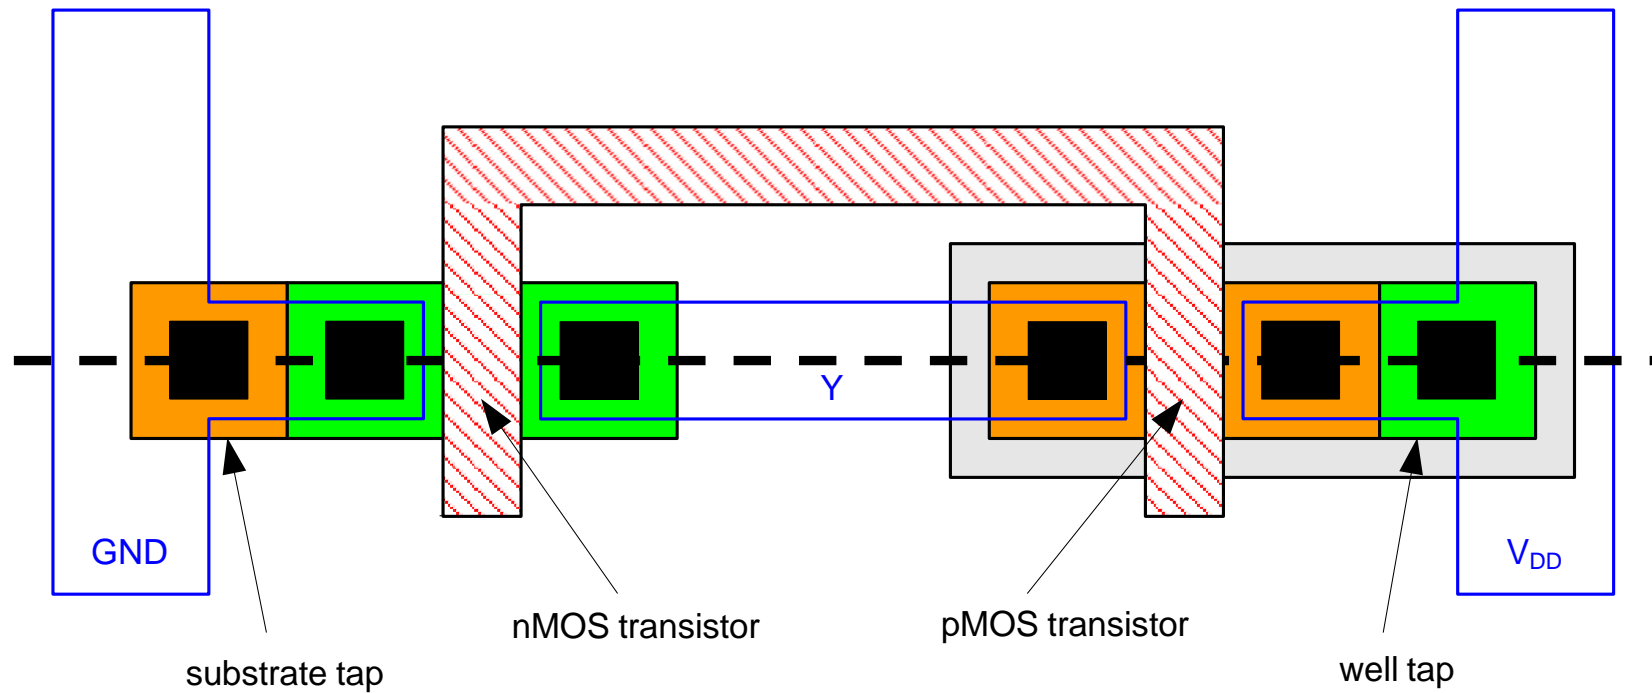 Y
GND
VDD
nMOS transistor
pMOS transistor
substrate tap
well tap